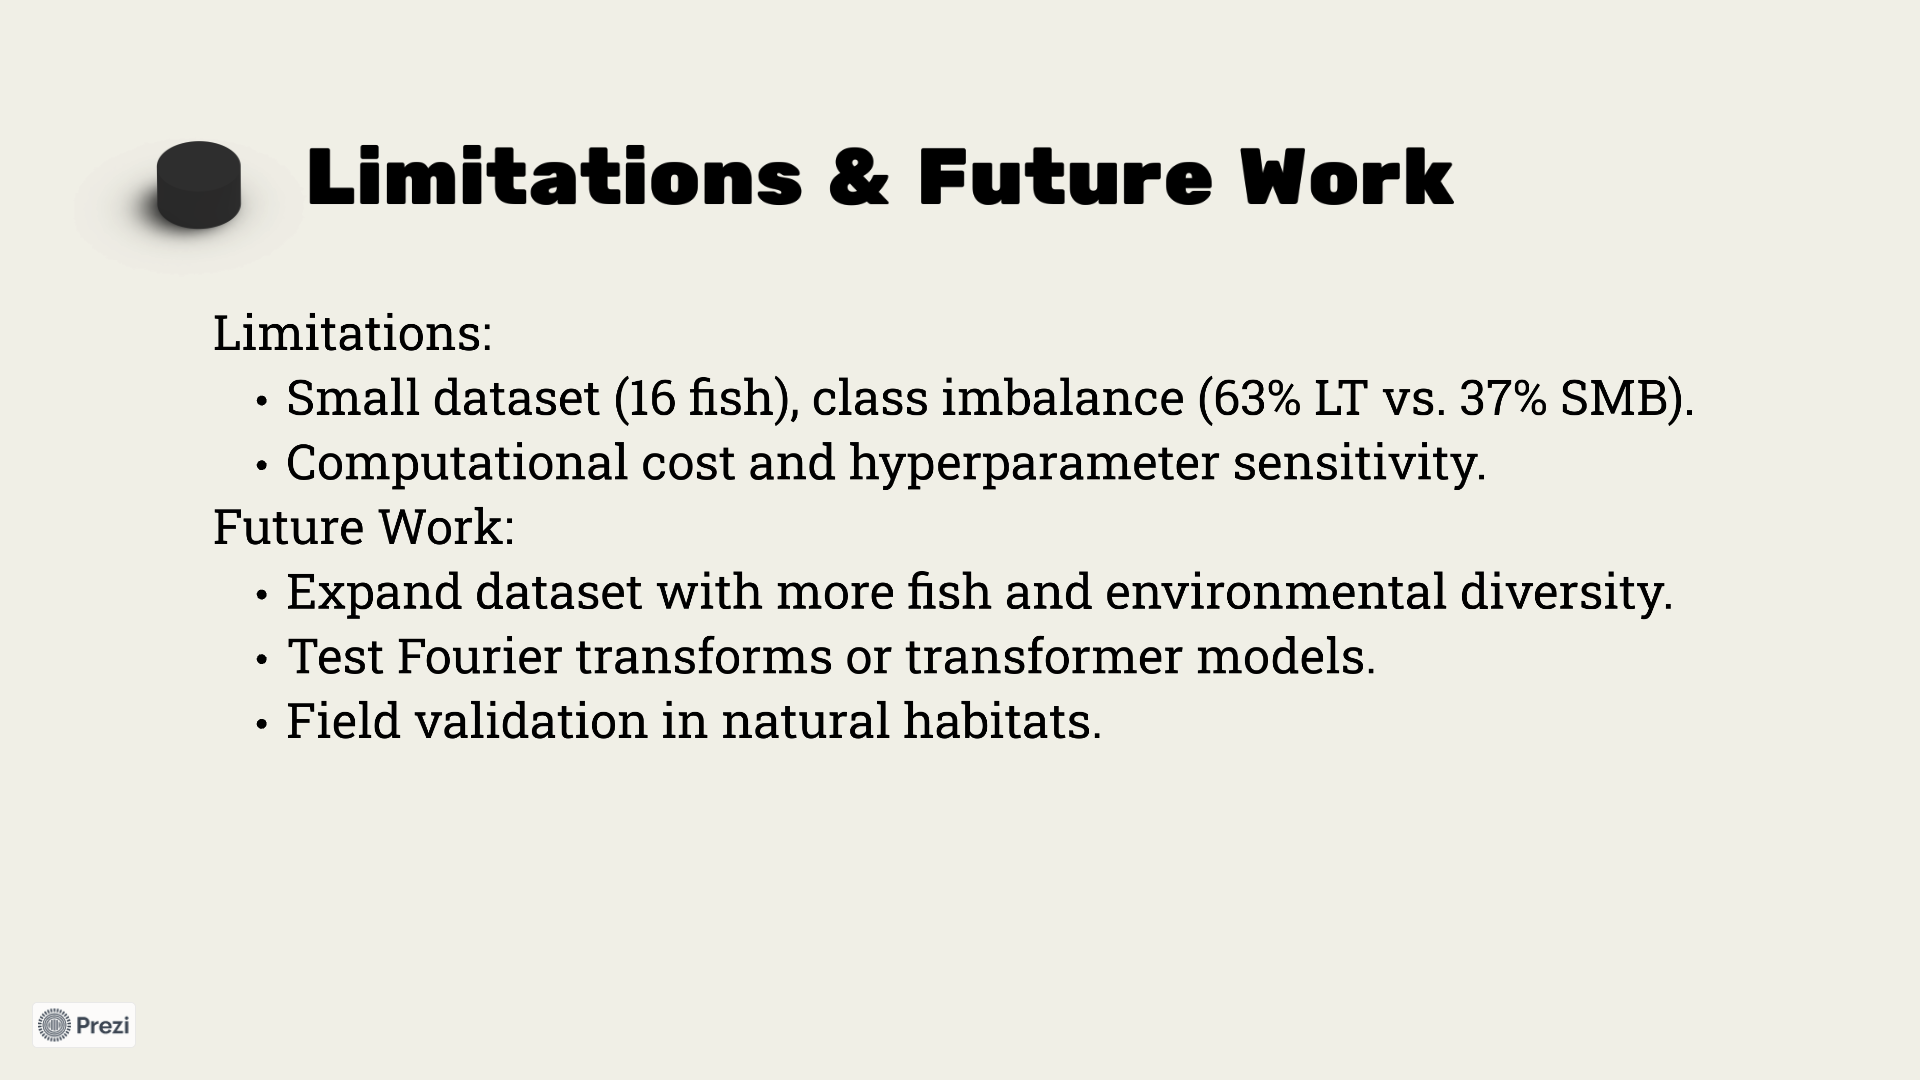 Limitations & Future Work
Limitations:
• Small dataset (16 fish), class imbalance (63% LT vs. 37% SMB).
• Computational cost and hyperparameter sensitivity.
Future Work:
• Expand dataset with more fish and environmental diversity.
• Test Fourier transforms or transformer models.
• Field validation in natural habitats.
Prezi